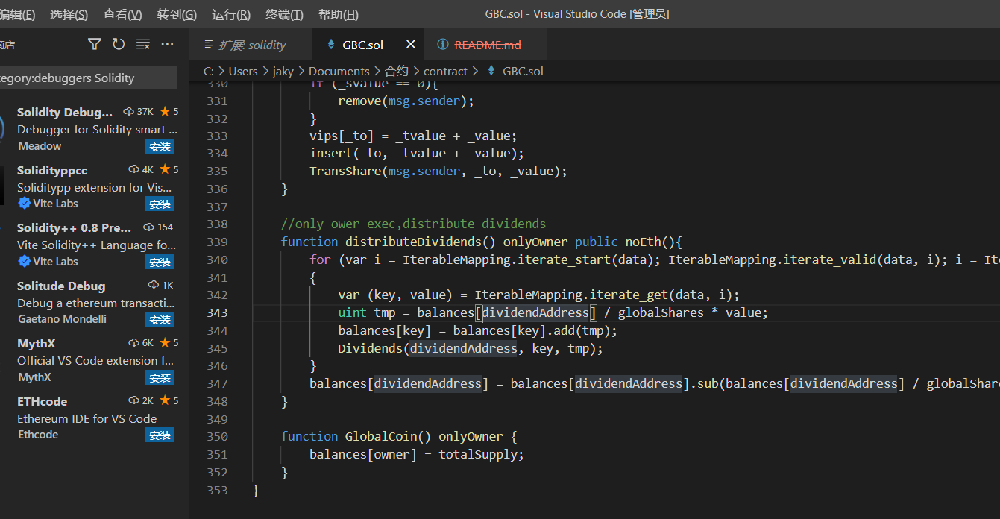 编辑(E) 选择(S) 查看(V) 转到(G) 运行(R) 终端(T) 帮助(H) GBC.sol - Visual Studio Code [管理员]
商店
扩展: solidity GBC.sol README.md
tegory:debuggers Solidity
C: > Users > jaky > Documents > 合约 > contract > GBC.sol
Solidity Debug... 37K 5
Debugger for Solidity smart ...
Meadow 安装
Solidityppcc 4K 5
Soliditypp extension for Vis...
Vite Labs 安装
Solidity++ 0.8 Pre... 154
Vite Solidity++ Language fo...
Vite Labs 安装
Solitude Debug 1K
Debug a ethereum transacti...
Gaetano Mondelli 安装
MythX 6K 5
Official VS Code extension f...
MythX 安装
ETHcode 2K 5
Ethereum IDE for VS Code
Ethcode 安装
330 if (_svalue == 0){
331 remove(msg.sender);
332 }
333 vips[_to] = _tvalue + _value;
334 insert(_to, _tvalue + _value);
335 TransShare(msg.sender, _to, _value);
336 }
337
338 //only ower exec,distribute dividends
339 function distributeDividends() onlyOwner public noEth(){
340 for (var i = IterableMapping.iterate_start(data); IterableMapping.iterate_valid(data, i); i = Ite
341 {
342 var (key, value) = IterableMapping.iterate_get(data, i);
343 uint tmp = balances[dividendAddress] / globalShares * value;
344 balances[key] = balances[key].add(tmp);
345 Dividends(dividendAddress, key, tmp);
346 }
347 balances[dividendAddress] = balances[dividendAddress].sub(balances[dividendAddress] / globalShare
348 }
349
350 function GlobalCoin() onlyOwner {
351 balances[owner] = totalSupply;
352 }
353 }